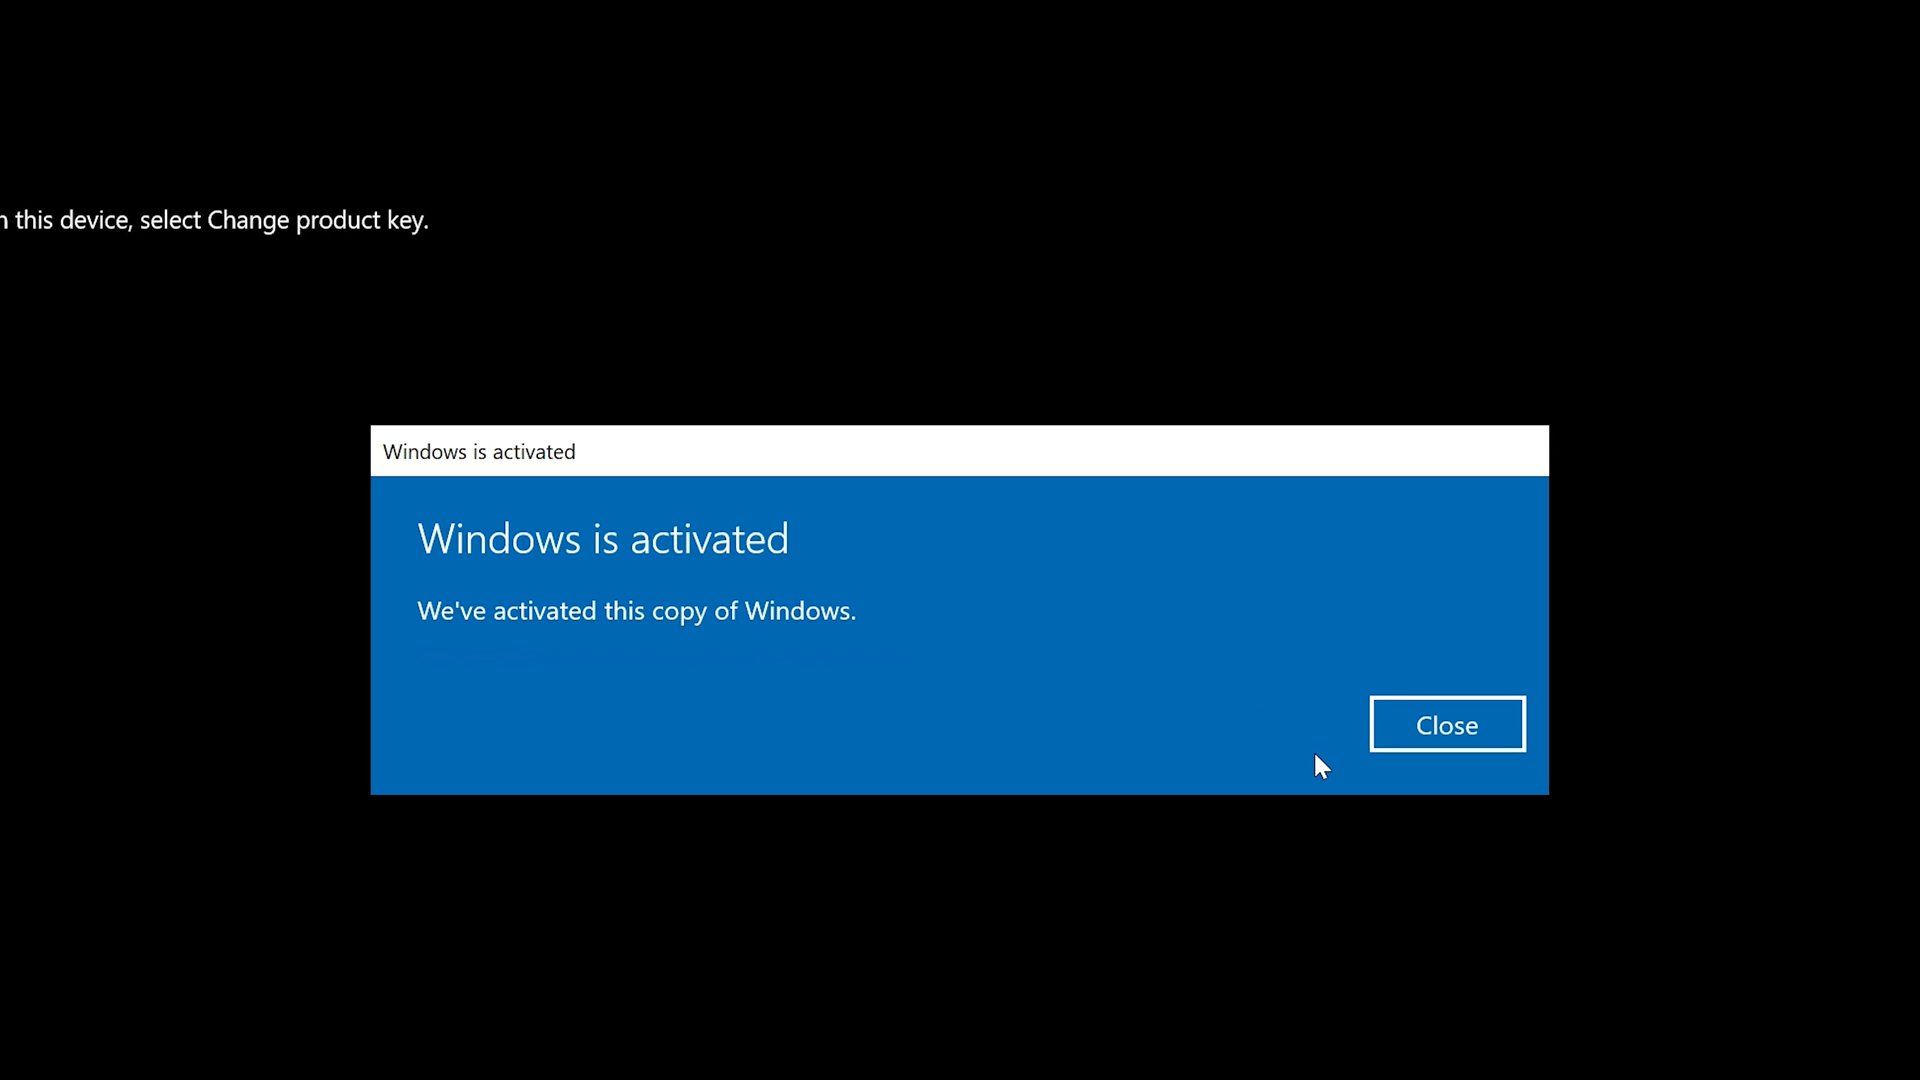 this device, select Change product key.
Windows is activated
Windows is activated
We've activated this copy of Windows.
Close